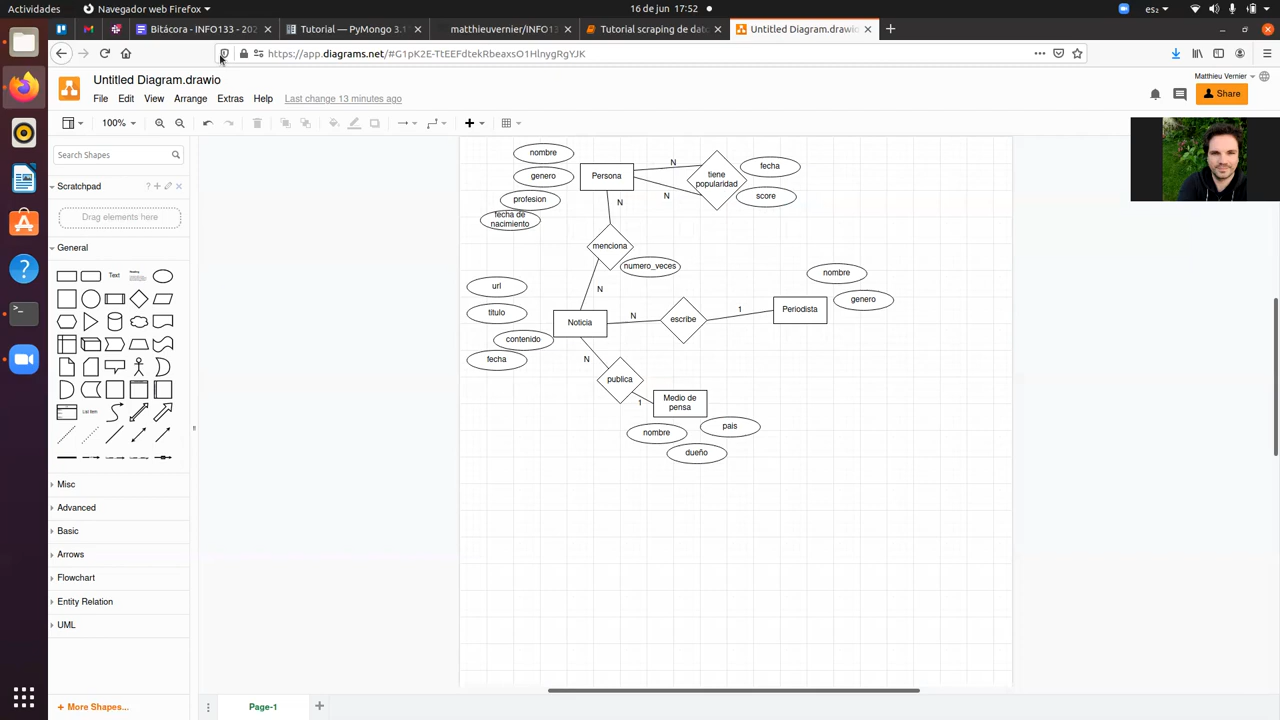 Actividades
Navegador web Firefox
16 de jun 17:52
es₂
Bitácora - INFO133 - 202
Tutorial — PyMongo 3.1
matthieuvernier/INFO13
Tutorial scraping de dat
Untitled Diagram.drawio
https://app.diagrams.net/#G1pK2E-TtEEFdtekRbeaxsO1HlnygRgYJK
Untitled Diagram.drawio
Matthieu Vernier
File Edit View Arrange Extras Help Last change 13 minutes ago
Share
100%
Search Shapes
Scratchpad
Drag elements here
General
Text
Heading
List Item
Misc
Advanced
Basic
Arrows
Flowchart
Entity Relation
UML
+ More Shapes...
nombre
genero
profesion
fecha de
nacimiento
Persona
N
N
tiene
popularidad
fecha
score
N
menciona
numero_veces
N
url
titulo
contenido
fecha
Noticia
N
escribe
1
Periodista
nombre
genero
N
publica
1
Medio de
pensa
nombre
pais
dueño
Page-1